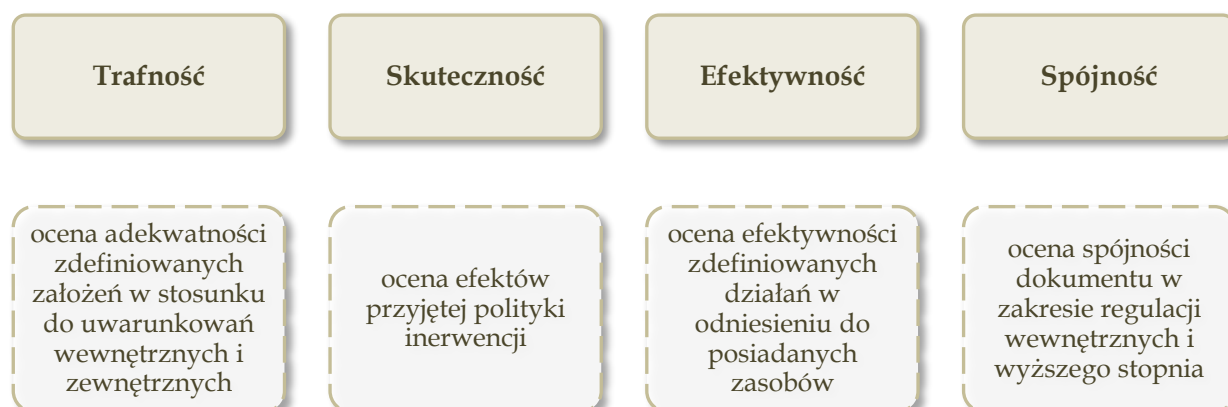 Trafność
Skuteczność
Efektywność
Spójność
ocena adekwatności
zdefiniowanych
założeń w stosunku
do uwarunkowań
wewnętrznych i
zewnętrznych
ocena efektów
przyjętej polityki
inerwencji
ocena efektywności
zdefiniowanych
działań w
odniesieniu do
posiadanych
zasobów
ocena spójności
dokumentu w
zakresie regulacji
wewnętrznych i
wyższego stopnia